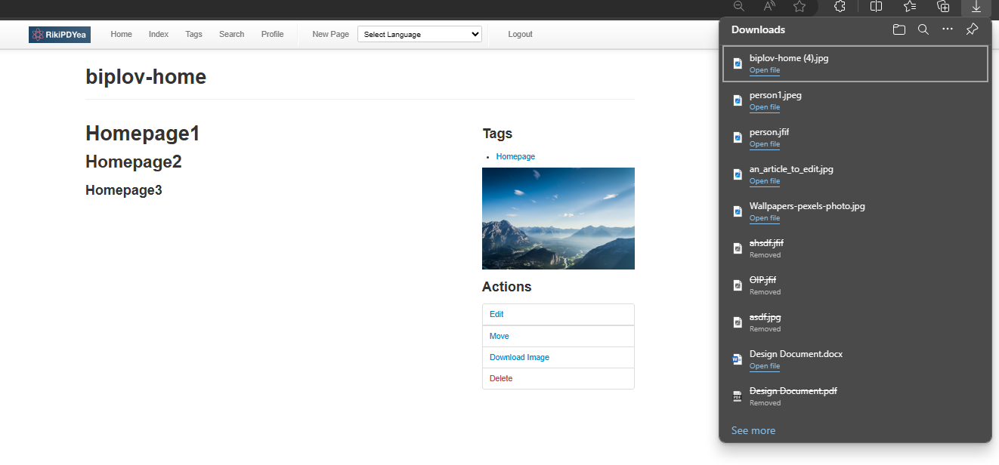 RikiPDYea
Home Index Tags Search Profile New Page Select Language Logout
biplov-home
Homepage1
Homepage2
Homepage3
Tags
Homepage
Actions
Edit
Move
Download Image
Delete
Downloads
biplov-home (4).jpg
Open file
person1.jpeg
Open file
person.jfif
Open file
an_article_to_edit.jpg
Open file
Wallpapers-pexels-photo.jpg
Open file
ahsdf.jfif
Removed
OIP.jfif
Removed
asdf.jpg
Removed
Design Document.docx
Open file
Design Document.pdf
Removed
See more